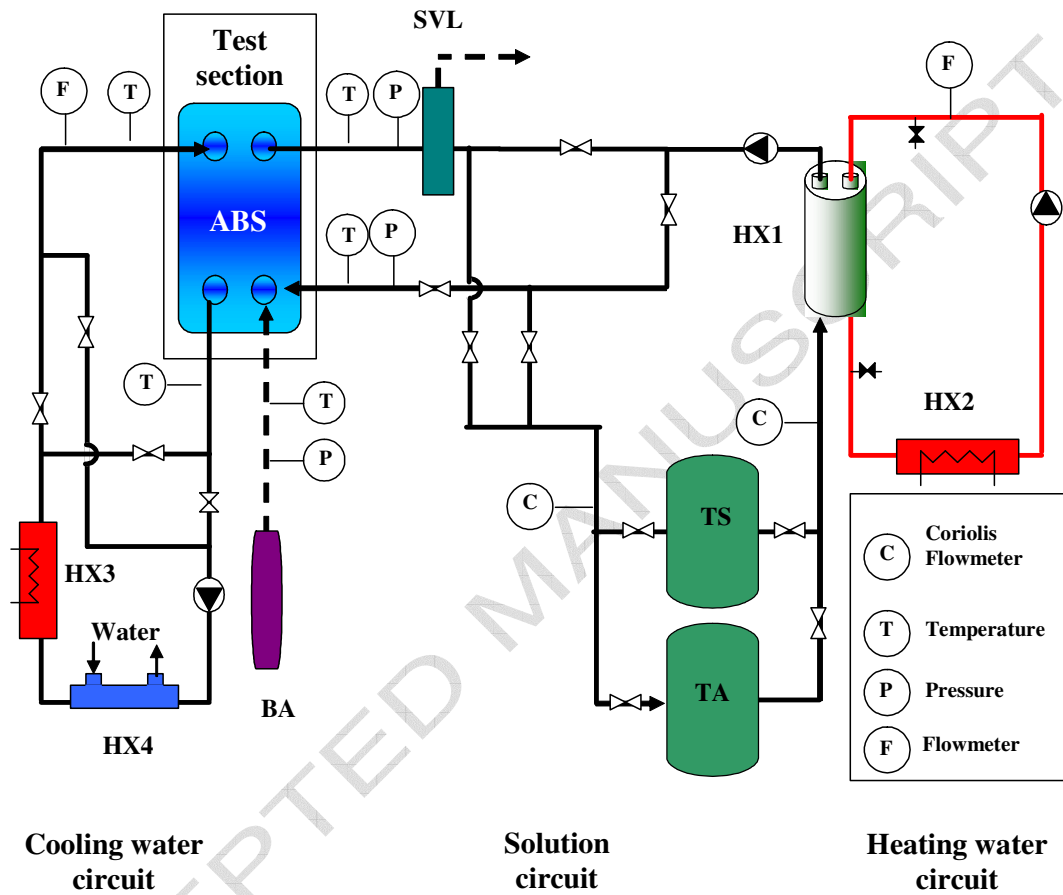 SVL
Test
section
F
T
T
P
F
ABS
HX1
T
P
T
HX2
T
C
P
C
TS
C
Coriolis
Flowmeter
HX3
T
Temperature
Water
TA
P
Pressure
BA
HX4
F
Flowmeter
Cooling water
circuit
Solution
circuit
Heating water
circuit
EPTED MANUSCRIPT